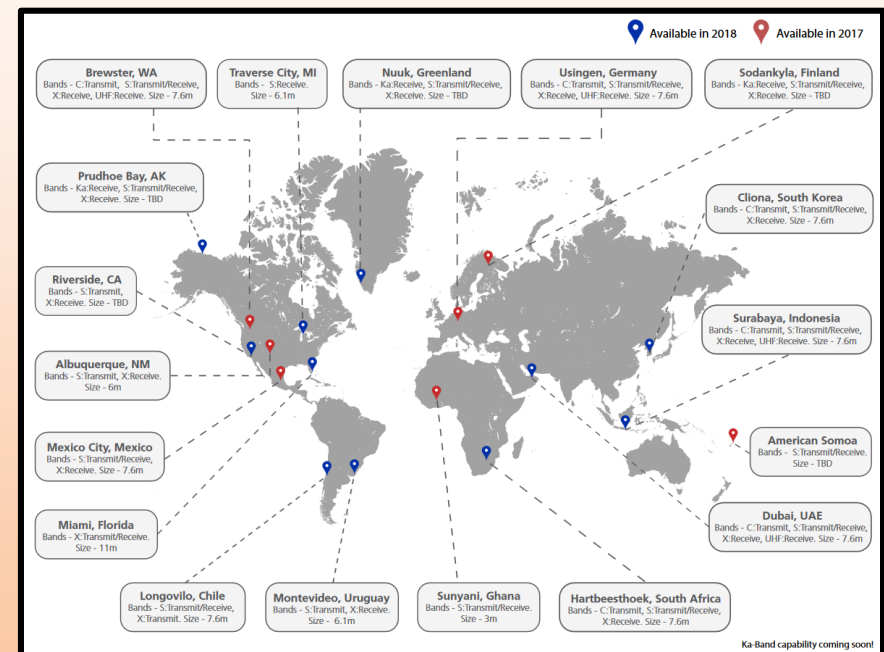 Available in 2018
Available in 2017
Brewster, WA
Bands - C:Transmit, S:Transmit/Receive,
X:Receive, UHF:Receive. Size - 7.6m
Traverse City, MI
Bands - S:Receive.
Size - 6.1m
Nuuk, Greenland
Bands - Ka:Receive, S:Transmit/Receive,
X:Receive. Size - TBD
Usingen, Germany
Bands - C:Transmit, S:Transmit/Receive,
X:Receive, UHF:Receive. Size - 7.6m
Sodankyla, Finland
Bands - Ka:Receive, S:Transmit/Receive,
X:Receive. Size - TBD
Prudhoe Bay, AK
Bands - Ka:Receive, S:Transmit/Receive,
X:Receive. Size - TBD
Cliona, South Korea
Bands - C:Transmit, S:Transmit/Receive,
X:Receive. Size - 7.6m
Riverside, CA
Bands - S:Transmit,
X:Receive. Size - TBD
Surabaya, Indonesia
Bands - C:Transmit, S:Transmit/Receive,
X:Receive, UHF:Receive. Size - 7.6m
Albuquerque, NM
Bands - S:Transmit, X:Receive.
Size - 6m
Mexico City, Mexico
Bands - S:Transmit/Receive,
X:Receive. Size - 7.6m
American Somoa
Bands - S:Transmit/Receive.
Size - TBD
Miami, Florida
Bands - X:Transmit/Receive.
Size - 11m
Dubai, UAE
Bands - C:Transmit, S:Transmit/Receive,
X:Receive, UHF:Receive. Size - 7.6m
Longovilo, Chile
Bands - S:Transmit/Receive,
X:Transmit. Size - 7.6m
Montevideo, Uruguay
Bands - S:Transmit, X:Receive.
Size - 6.1m
Sunyani, Ghana
Bands - S:Transmit/Receive.
Size - 3m
Hartbeesthoek, South Africa
Bands - C:Transmit, S:Transmit/Receive,
X:Receive. Size - 7.6m
Ka-Band capability coming soon!